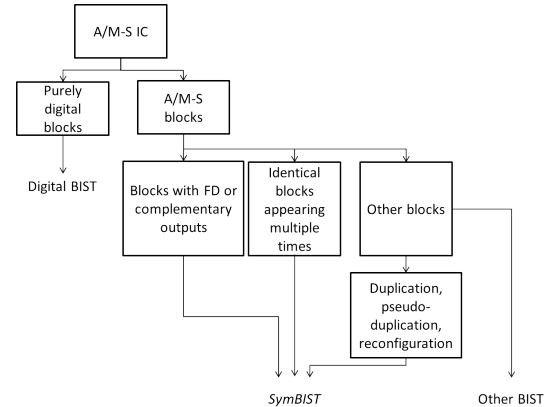 A/M-S IC
Purely
digital
blocks
A/M-S
blocks
Digital BIST
Blocks with FD or
complementary
outputs
Identical
blocks
appearing
multiple
times
Other blocks
Duplication,
pseudo-
duplication,
reconfiguration
SymBIST
Other BIST